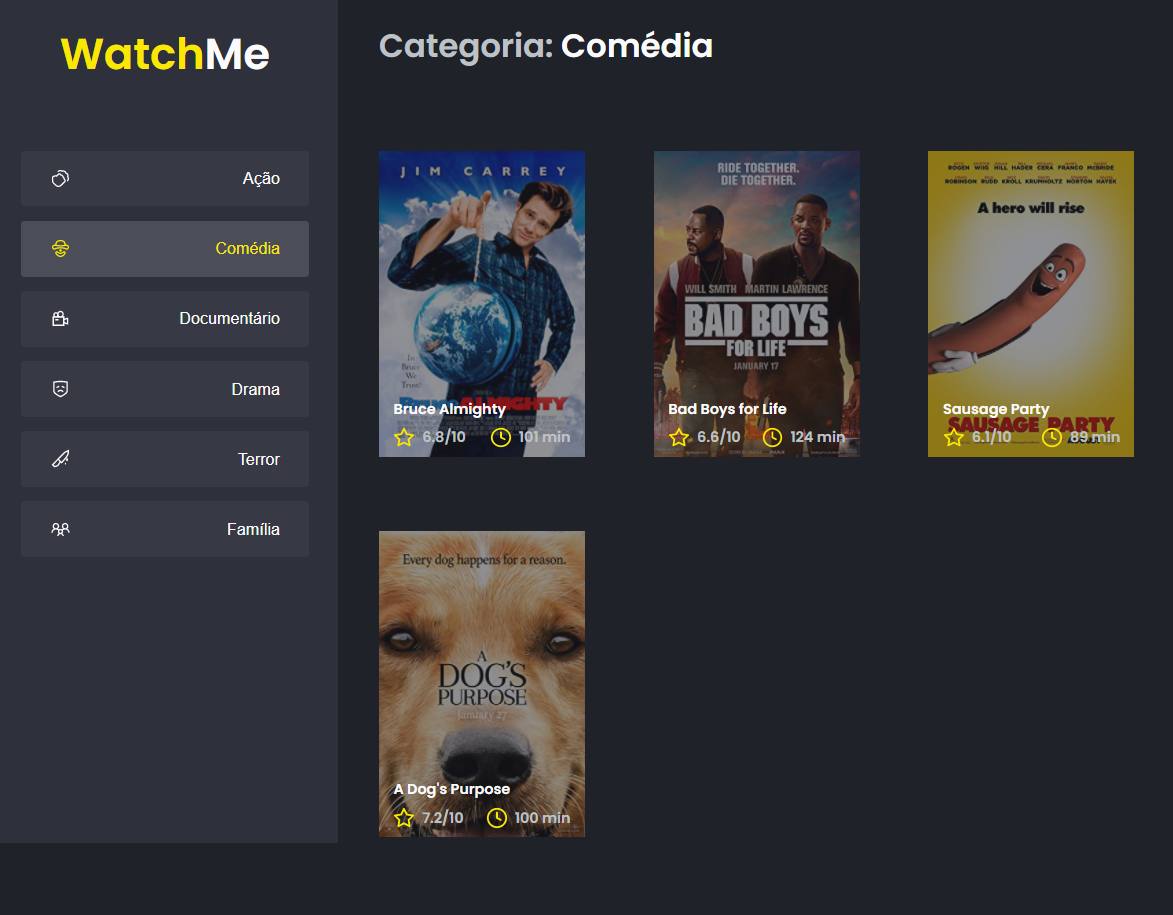 WatchMe
Ação
Comédia
Documentário
Drama
Terror
Família
Categoria: Comédia
JIM CARREY
In
Bruce
We
Trust!
BRUCE ALMIGHTY
Bruce Almighty
6.8/10 101 min
RIDE TOGETHER.
DIE TOGETHER.
WILL SMITH MARTIN LAWRENCE
BAD BOYS
FOR LIFE
JANUARY 17
Bad Boys for Life
6.6/10 124 min
ROGEN WIIG HILL HADER CERA FRANCO McBRIDE
ROBINSON RUDD KROLL KRUMHOLTZ NORTON HAYEK
A hero will rise
SAUSAGE PARTY
Sausage Party
6.1/10 89 min
Every dog happens for a reason.
A
DOG'S
PURPOSE
January 27
A Dog's Purpose
7.2/10 100 min